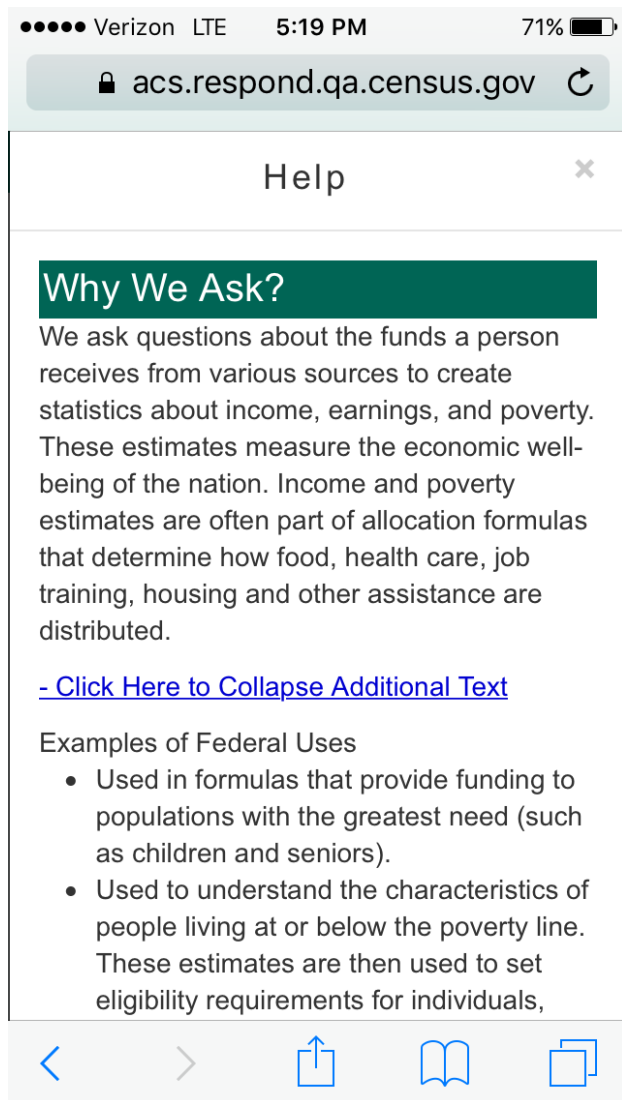 ●●●●● Verizon LTE 5:19 PM 71%
acs.respond.qa.census.gov
Help ×
Why We Ask?
We ask questions about the funds a person
receives from various sources to create
statistics about income, earnings, and poverty.
These estimates measure the economic well-
being of the nation. Income and poverty
estimates are often part of allocation formulas
that determine how food, health care, job
training, housing and other assistance are
distributed.
- Click Here to Collapse Additional Text
Examples of Federal Uses
• Used in formulas that provide funding to
populations with the greatest need (such
as children and seniors).
• Used to understand the characteristics of
people living at or below the poverty line.
These estimates are then used to set
eligibility requirements for individuals,